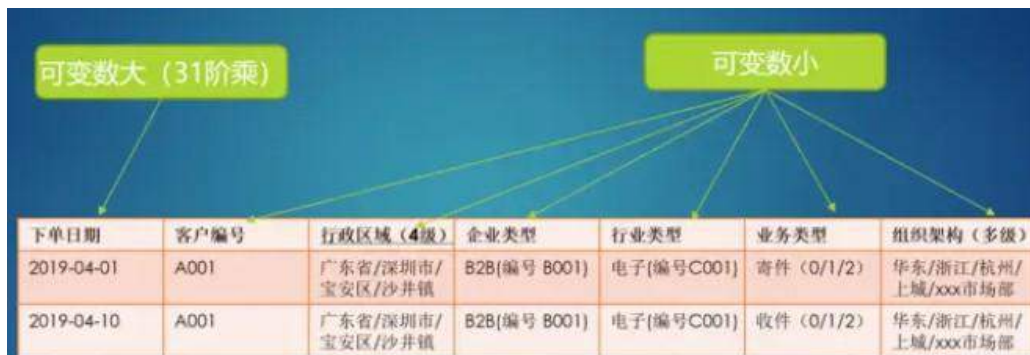 可变数大（31阶乘）
可变数小
下单日期 客户编号 行政区域（4级） 企业类型 行业类型 业务类型 组织架构（多级）
2019-04-01 A001 广东省/深圳市/ B2B(编号 B001) 电子(编号C001) 寄件（0/1/2） 华东/浙江/杭州/
宝安区/沙井镇 上城/xxx市场部
2019-04-10 A001 广东省/深圳市/ B2B(编号 B001) 电子(编号C001) 收件（0/1/2） 华东/浙江/杭州/
宝安区/沙井镇 上城/xxx市场部